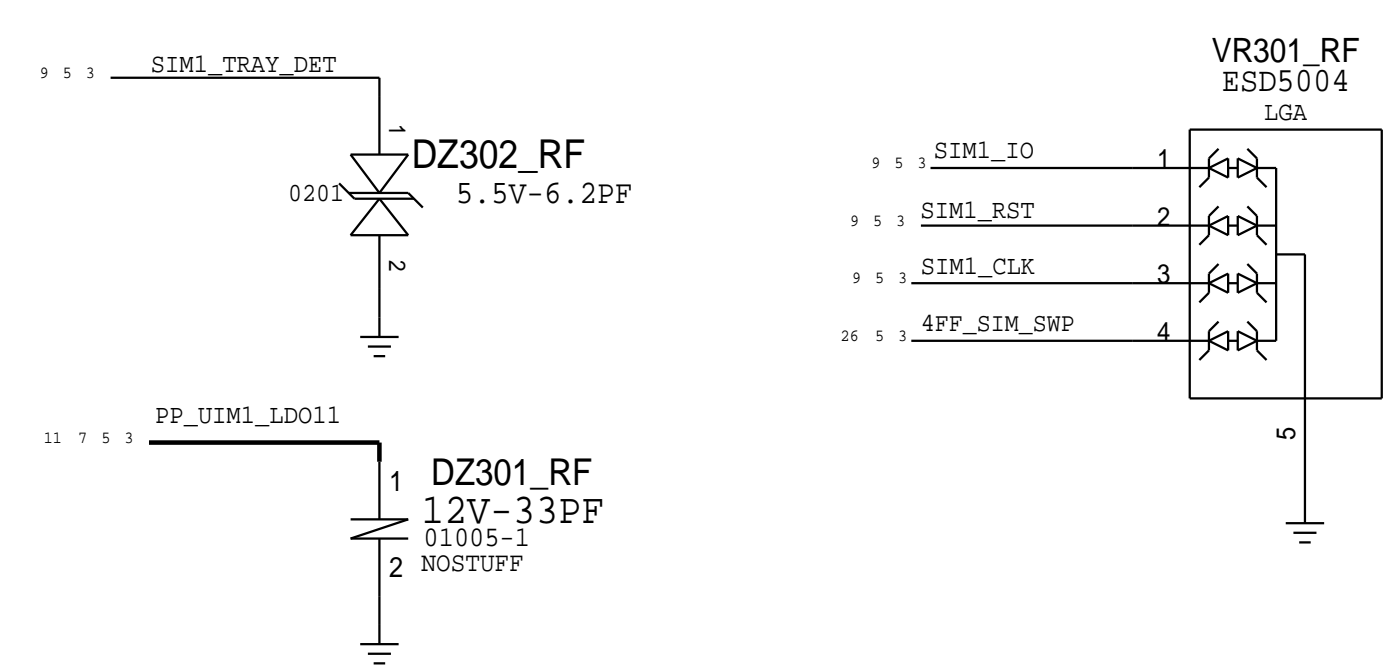 9 5 3 SIM1_TRAY_DET
1
DZ302_RF
0201 5.5V-6.2PF
2
11 7 5 3 PP_UIM1_LDO11
1 DZ301_RF
12V-33PF
01005-1
2 NOSTUFF
VR301_RF
ESD5004
LGA
9 5 3 SIM1_IO 1
9 5 3 SIM1_RST 2
9 5 3 SIM1_CLK 3
26 5 3 4FF_SIM_SWP 4
5